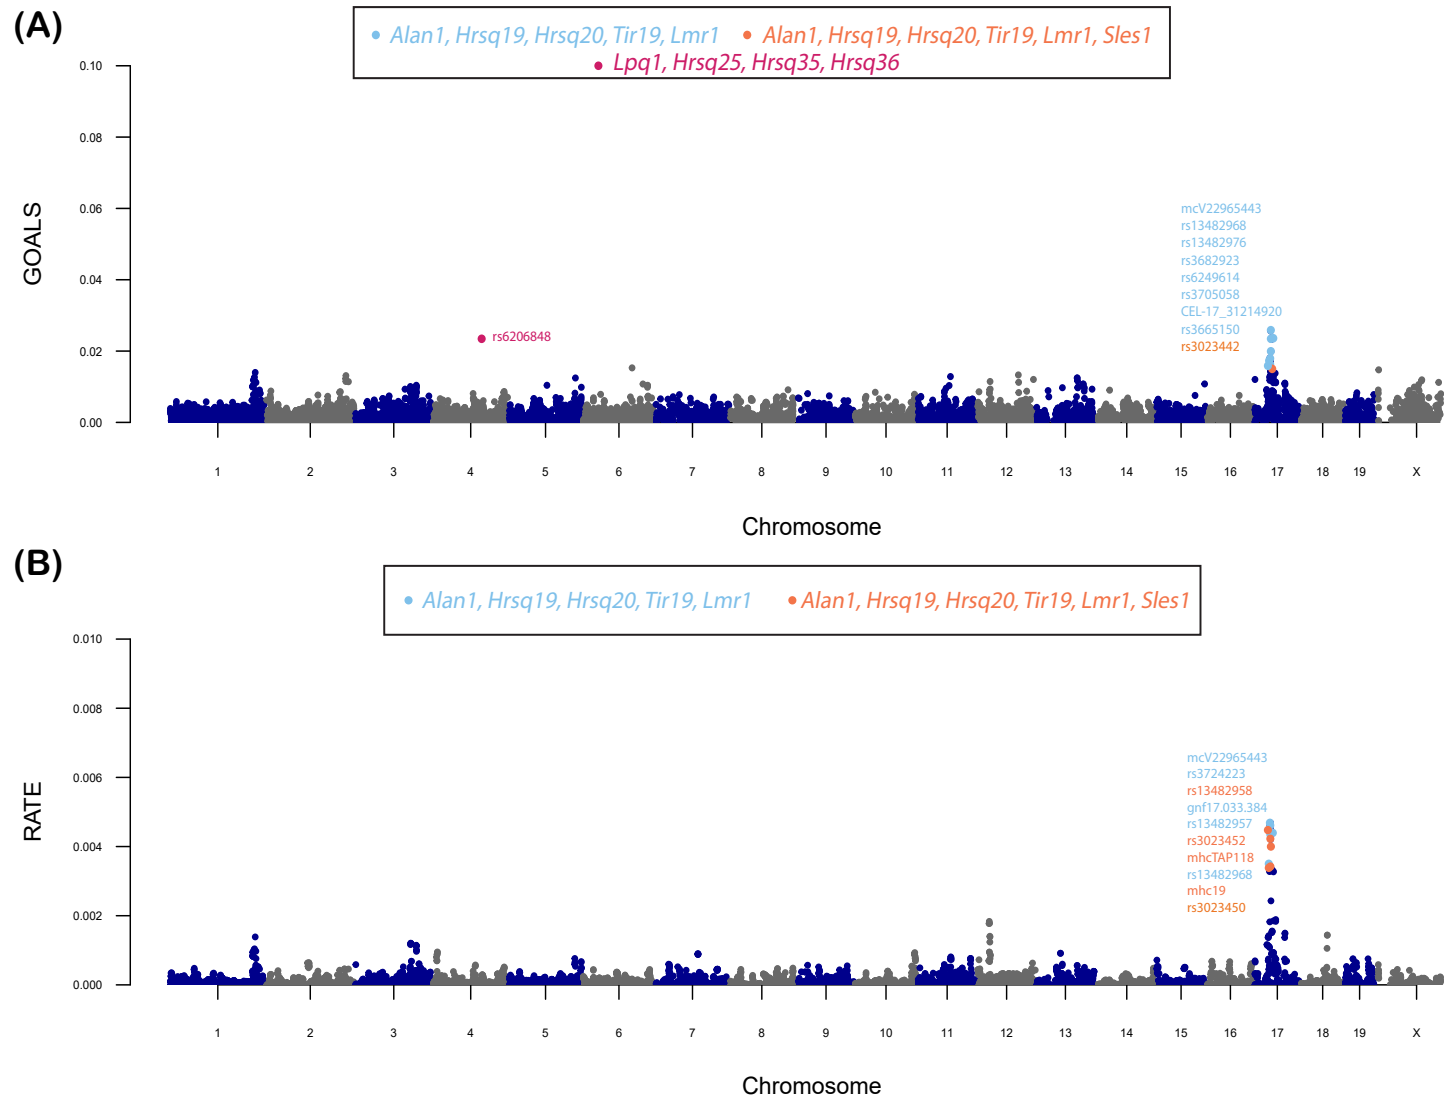 (A)
Alan1, Hrsq19, Hrsq20, Tir19, Lmr1 Alan1, Hrsq19, Hrsq20, Tir19, Lmr1, Sles1
Lpq1, Hrsq25, Hrsq35, Hrsq36
GOALS
0.10
0.08
0.06
0.04
0.02
0.00
rs6206848
mcV22965443
rs13482968
rs13482976
rs3682923
rs6249614
rs3705058
CEL-17_31214920
rs3665150
rs3023442
1 2 3 4 5 6 7 8 9 10 11 12 13 14 15 16 17 18 19 X
Chromosome
(B)
Alan1, Hrsq19, Hrsq20, Tir19, Lmr1 Alan1, Hrsq19, Hrsq20, Tir19, Lmr1, Sles1
RATE
0.010
0.008
0.006
0.004
0.002
0.000
mcV22965443
rs3724223
rs13482958
gnf17.033.384
rs13482957
rs3023452
mhcTAP118
rs13482968
mhc19
rs3023450
1 2 3 4 5 6 7 8 9 10 11 12 13 14 15 16 17 18 19 X
Chromosome